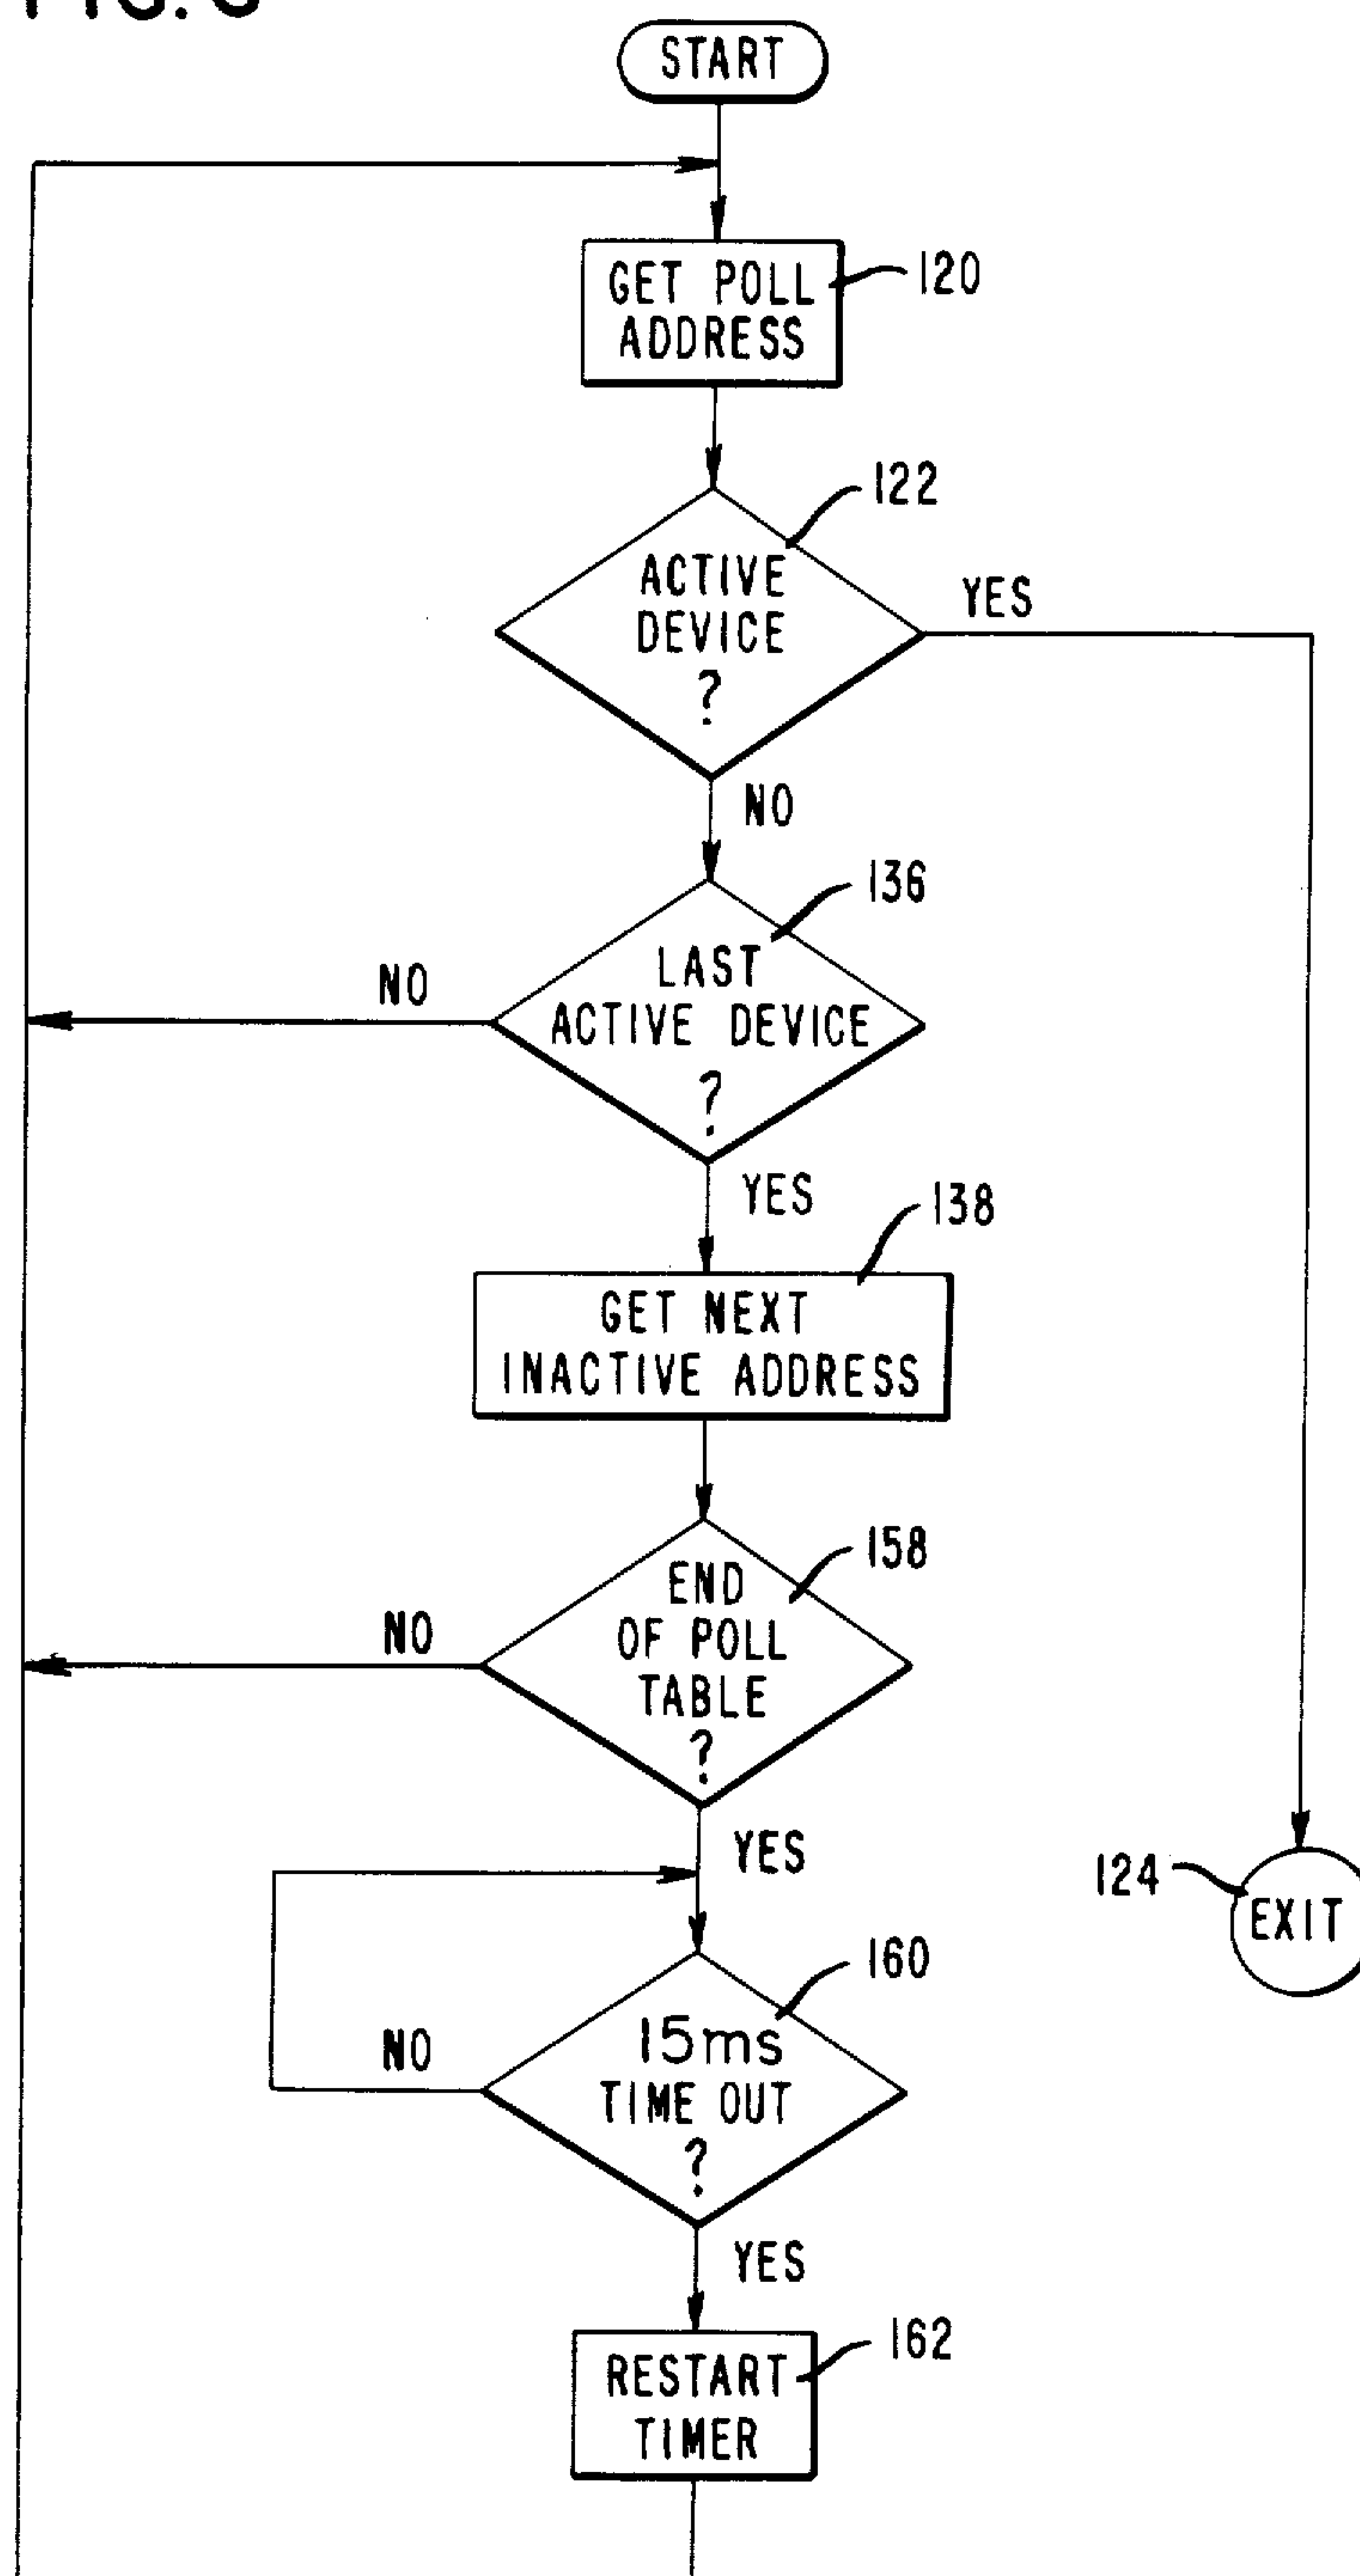 START
GET POLL
ADDRESS
120
122
ACTIVE
DEVICE
?
YES
NO
136
LAST
ACTIVE DEVICE
?
NO
YES
138
GET NEXT
INACTIVE ADDRESS
158
END
OF POLL
TABLE
?
NO
YES
124
EXIT
160
15ms
TIME OUT
?
NO
YES
162
RESTART
TIMER